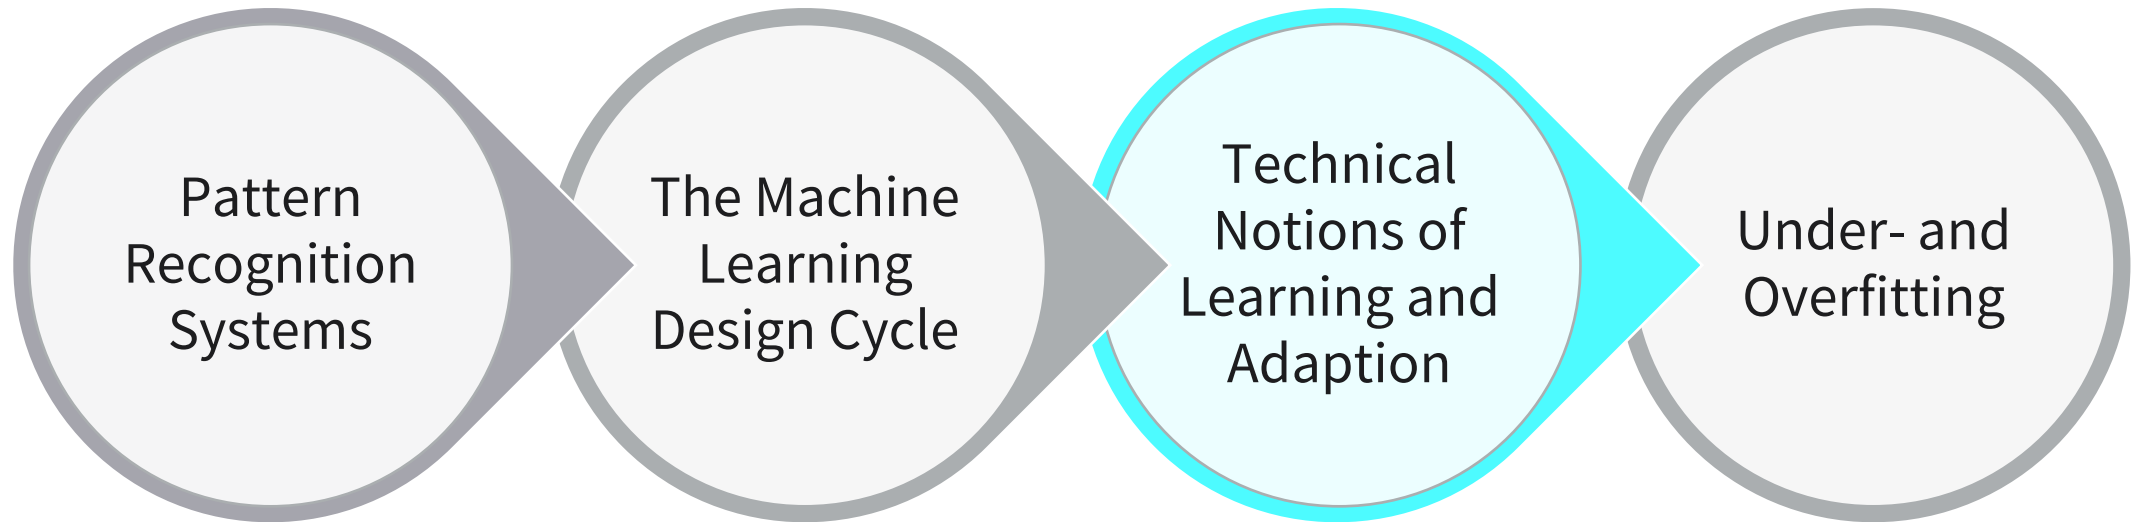 Pattern
Recognition
Systems
The Machine
Learning
Design Cycle
Technical
Notions of
Learning and
Adaption
Under- and
Overfitting